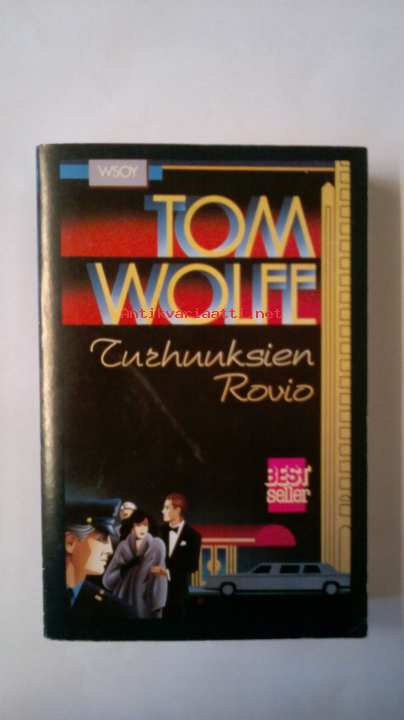 WSOY
TOM
WOLFE
antikvariaatti.net
Turhuuksien
Rovio
BEST
seller